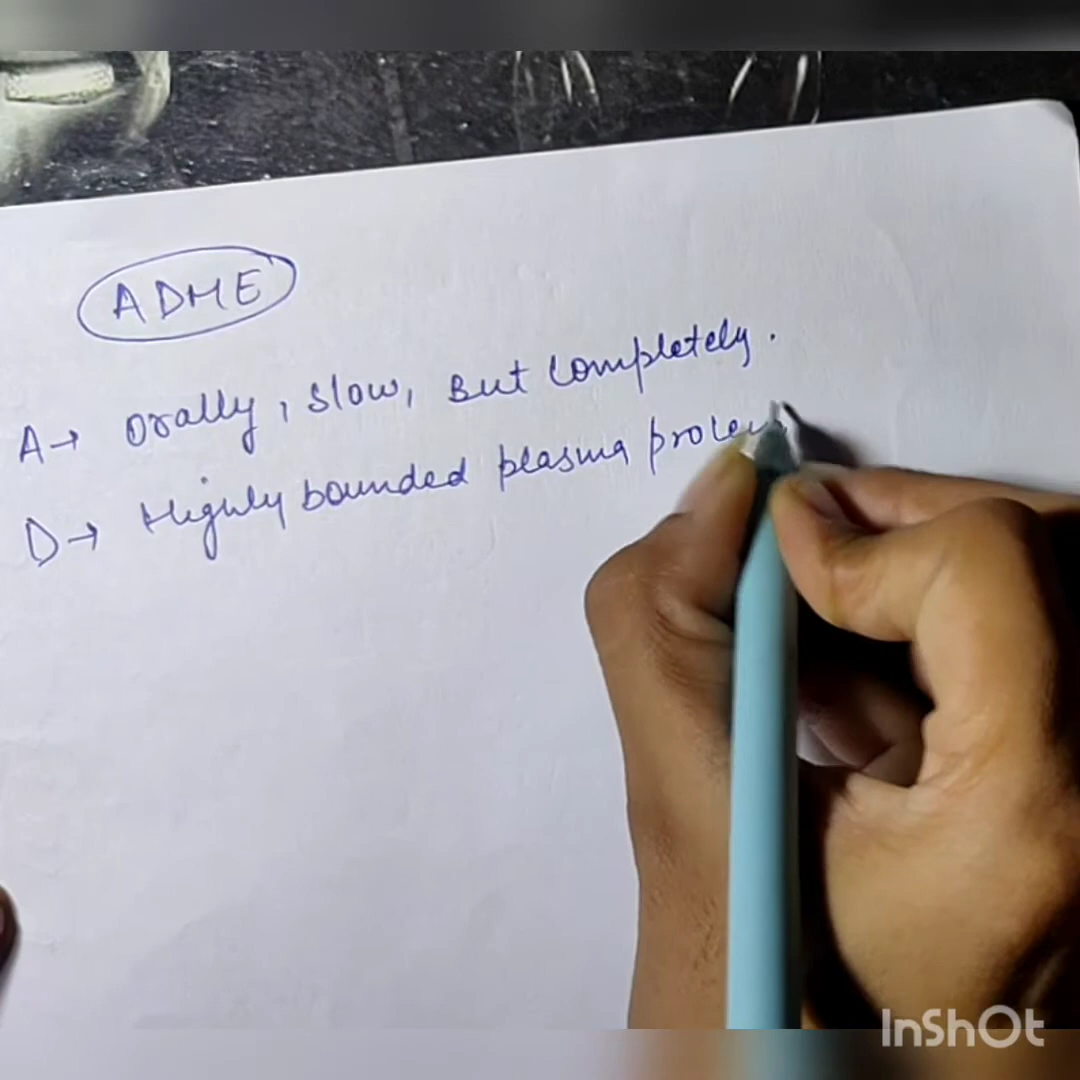 ADME
A→ Orally, slow, But completely.
D→ Highly bounded plasma
InShOt